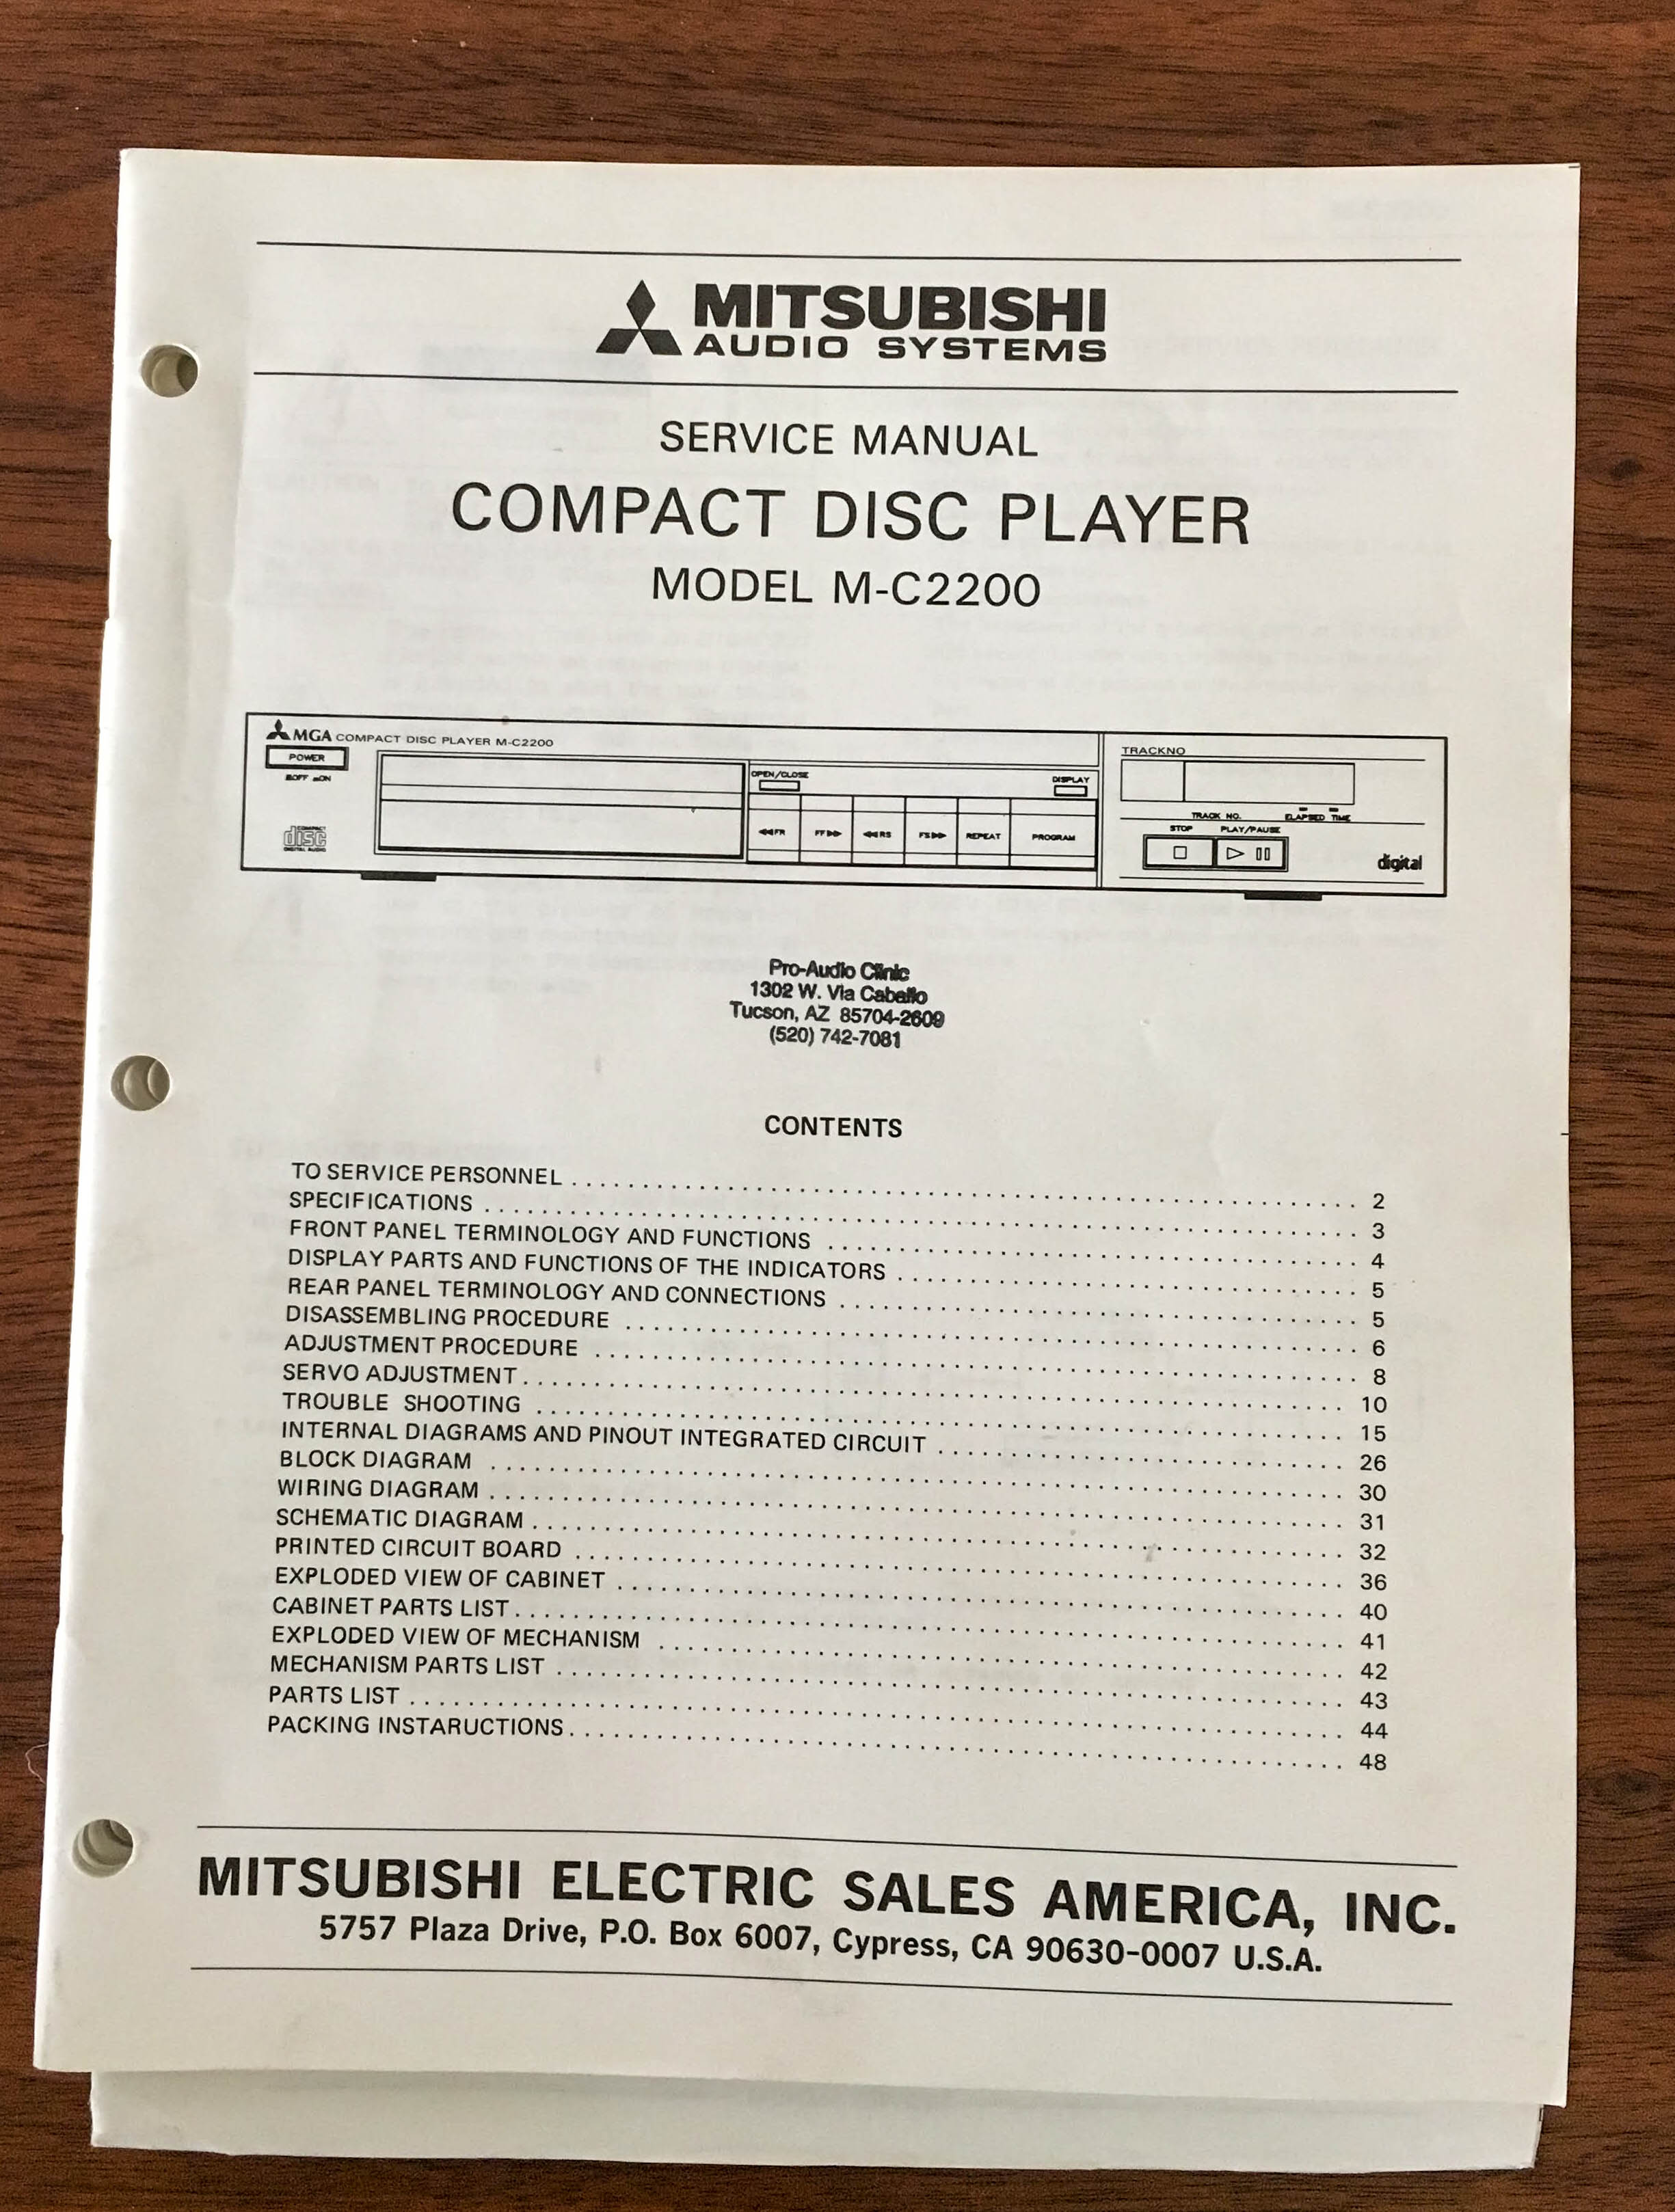 MITSUBISHI
AUDIO SYSTEMS
SERVICE MANUAL
COMPACT DISC PLAYER
MODEL M-C2200
MGA COMPACT DISC PLAYER M-C2200
POWER
OFF ON
COMPACT
disc
DIGITAL AUDIO
OPEN/CLOSE
DISPLAY
FR FF RS FS REPEAT PROGRAM
TRACKNO
TRACK NO. ELAPSED TIME
STOP PLAY/PAUSE
digital
Pro-Audio Clinic
1302 W. Via Caballo
Tucson, AZ 85704-2609
(520) 742-7081
CONTENTS
TO SERVICE PERSONNEL . . . . . . . . . . 2
SPECIFICATIONS . . . . . . . . . . 3
FRONT PANEL TERMINOLOGY AND FUNCTIONS . . . . . . . . . . 4
DISPLAY PARTS AND FUNCTIONS OF THE INDICATORS . . . . . . . . . . 5
REAR PANEL TERMINOLOGY AND CONNECTIONS . . . . . . . . . . 5
DISASSEMBLING PROCEDURE . . . . . . . . . . 6
ADJUSTMENT PROCEDURE . . . . . . . . . . 8
SERVO ADJUSTMENT . . . . . . . . . . 10
TROUBLE SHOOTING . . . . . . . . . . 15
INTERNAL DIAGRAMS AND PINOUT INTEGRATED CIRCUIT . . . . . . . . . . 26
BLOCK DIAGRAM . . . . . . . . . . 30
WIRING DIAGRAM . . . . . . . . . . 31
SCHEMATIC DIAGRAM . . . . . . . . . . 32
PRINTED CIRCUIT BOARD . . . . . . . . . . 36
EXPLODED VIEW OF CABINET . . . . . . . . . . 40
CABINET PARTS LIST . . . . . . . . . . 41
EXPLODED VIEW OF MECHANISM . . . . . . . . . . 42
MECHANISM PARTS LIST . . . . . . . . . . 43
PARTS LIST . . . . . . . . . . 44
PACKING INSTARUCTIONS . . . . . . . . . . 48
MITSUBISHI ELECTRIC SALES AMERICA, INC.
5757 Plaza Drive, P.O. Box 6007, Cypress, CA 90630-0007 U.S.A.